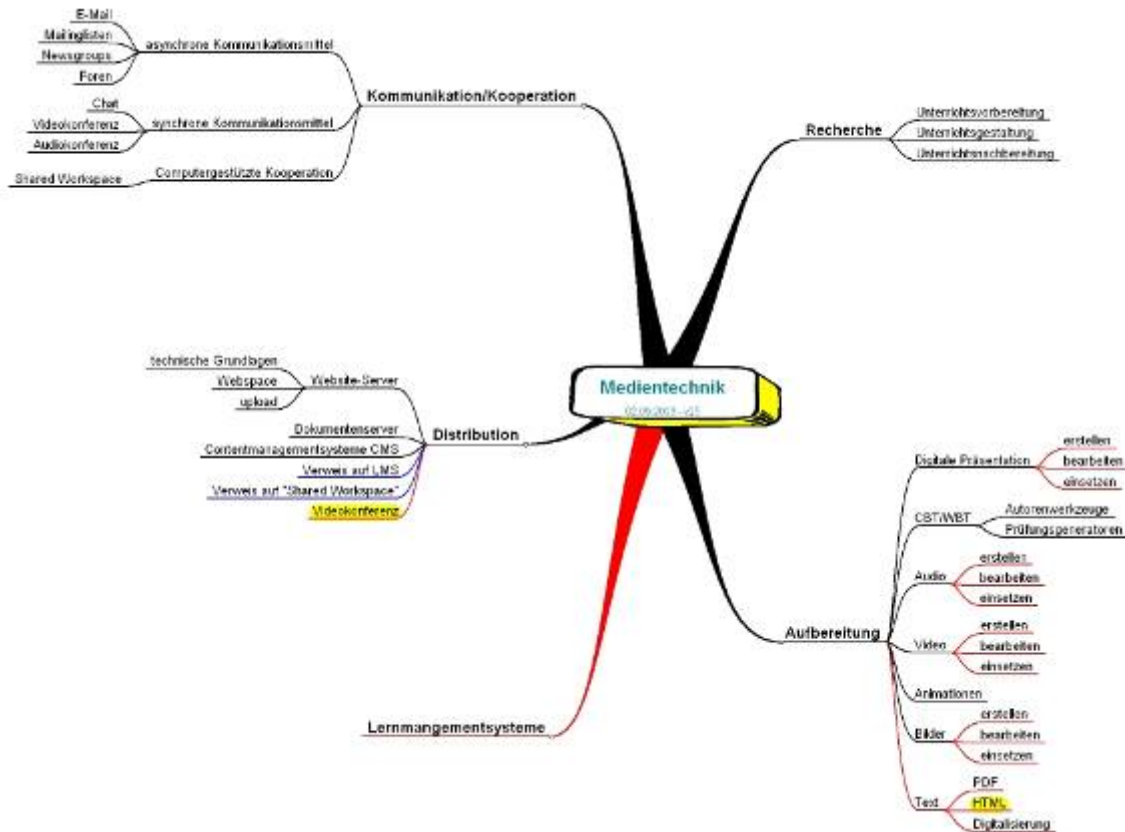 E-Mail
Mailinglisten
Newsgroups
Foren
asynchrone Kommunikationsmittel
Chat
Videokonferenz
Audiokonferenz
synchrone Kommunikationsmittel
Shared Workspace
Computergestützte Kooperation
Kommunikation/Kooperation
Recherche
Unterrichtsvorbereitung
Unterrichtsgestaltung
Unterrichtsnachbereitung
Medientechnik
technische Grundlagen
Webspace
upload
Website-Server
Dokumentenserver
Contentmanagementsysteme CMS
Verweis auf LMS
Verweis auf "Shared Workspace"
Videokonferenz
Distribution
Lernmangementsysteme
Aufbereitung
Digitale Präsentation
erstellen
bearbeiten
einsetzen
CBT/WBT
Autorenwerkzeuge
Prüfungsgeneratoren
Audio
erstellen
bearbeiten
einsetzen
Video
erstellen
bearbeiten
einsetzen
Animationen
Bilder
erstellen
bearbeiten
einsetzen
Text
PDF
HTML
Digitalisierung